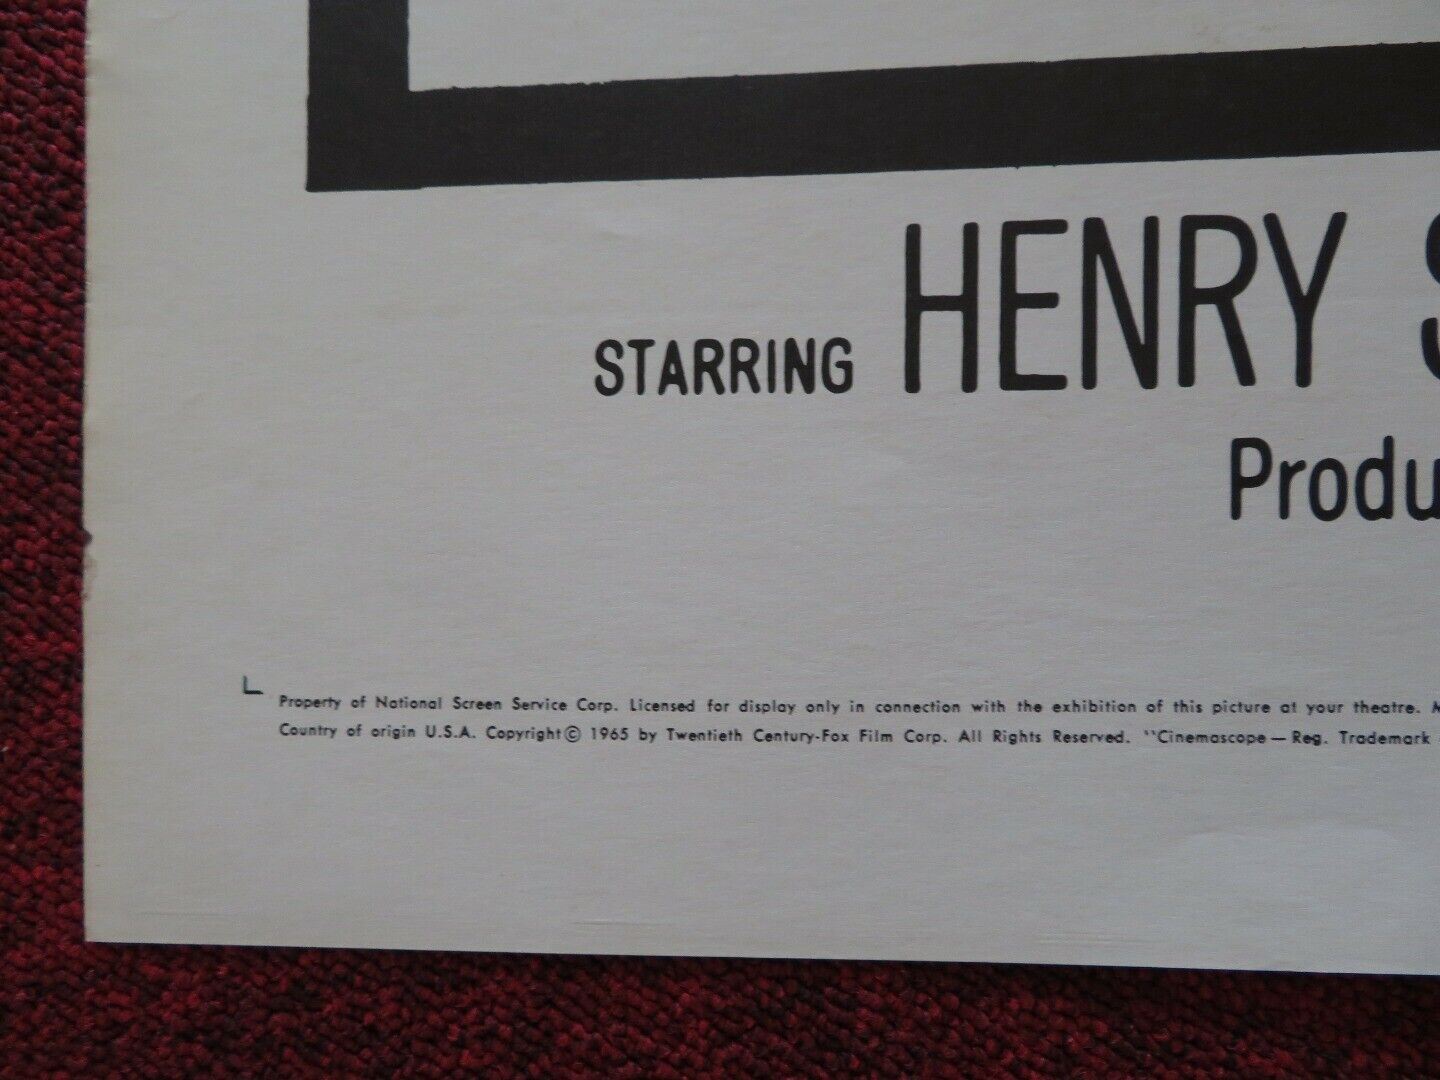 STARRING HENRY S
Produ
Property of National Screen Service Corp. Licensed for display only in connection with the exhibition of this picture at your theatre. M
Country of origin U.S.A. Copyright © 1965 by Twentieth Century-Fox Film Corp. All Rights Reserved. "Cinemascope — Reg. Trademark